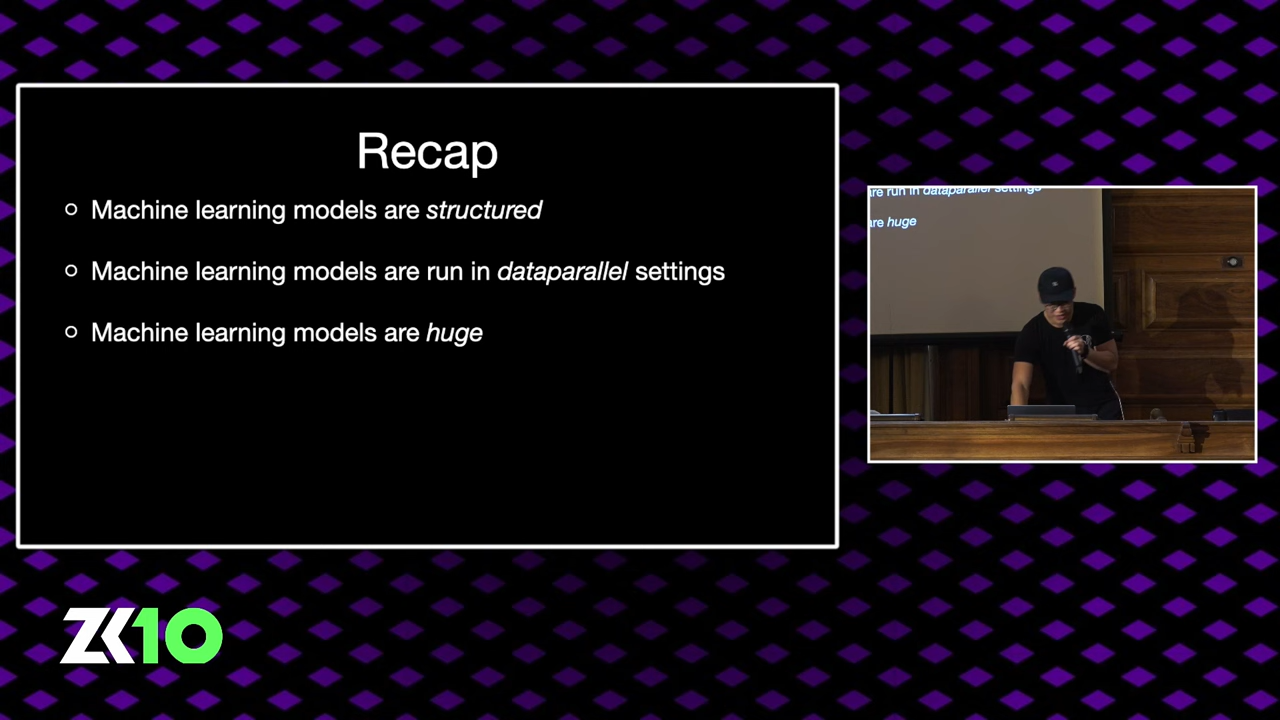 Recap
Machine learning models are structured
Machine learning models are run in dataparallel settings
Machine learning models are huge
are run in dataparallel settings
are huge
ZK10